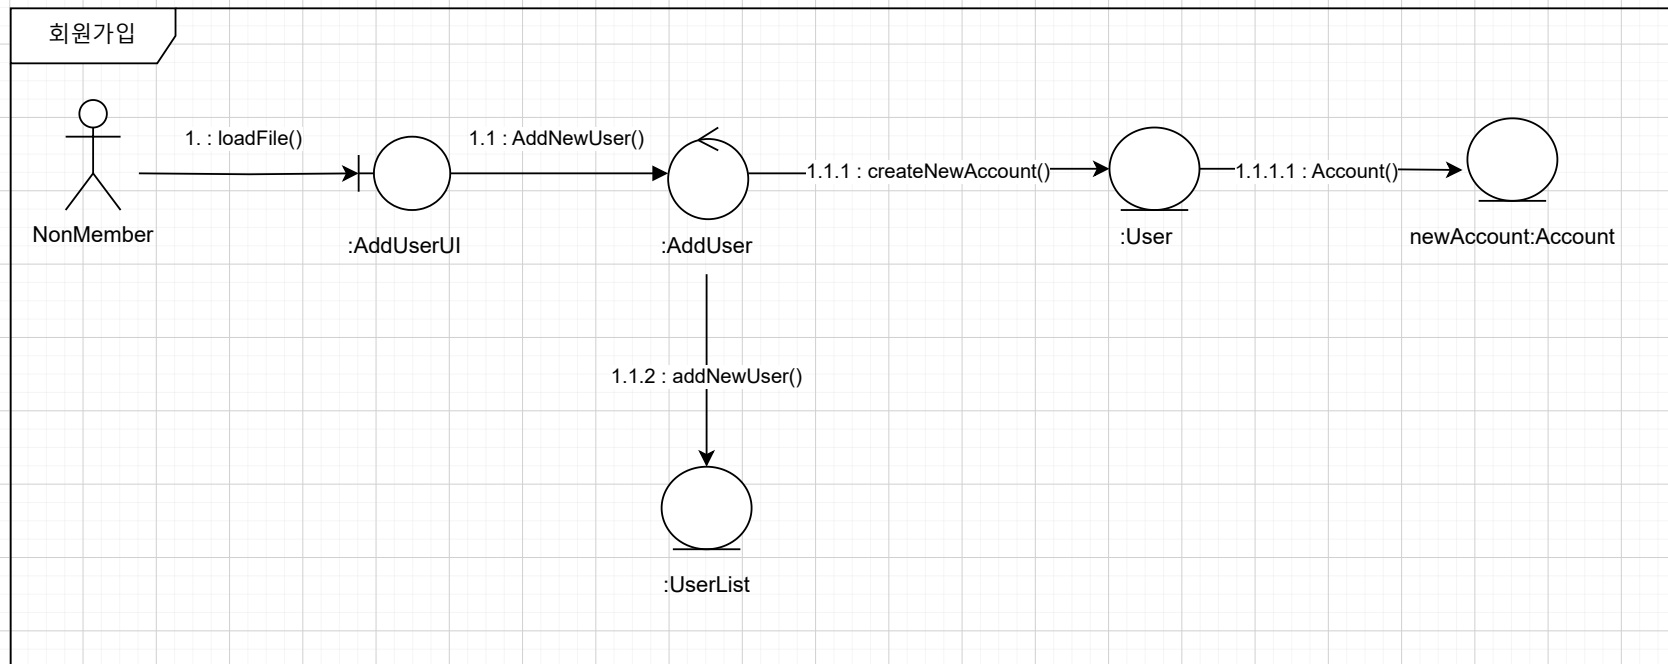 회원가입
1. : loadFile()
1.1 : AddNewUser()
1.1.1 : createNewAccount()
1.1.1.1 : Account()
NonMember
:AddUserUI
:AddUser
:User
newAccount:Account
1.1.2 : addNewUser()
:UserList